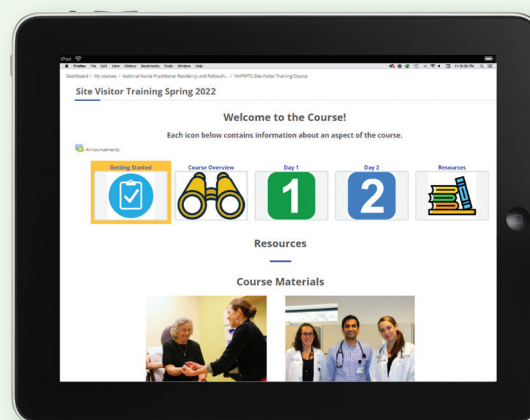 iPad
Firefox File Edit View History Bookmarks Tools Window Help
Dashboard > My courses > National Nurse Practitioner Residency and Fellowsh... > NNPRFTC Site Visitor Training Course
Site Visitor Training Spring 2022
Welcome to the Course!
Each icon below contains information about an aspect of the course.
Announcements
Getting Started Course Overview Day 1 Day 2 Resources
1 2
Resources
Course Materials